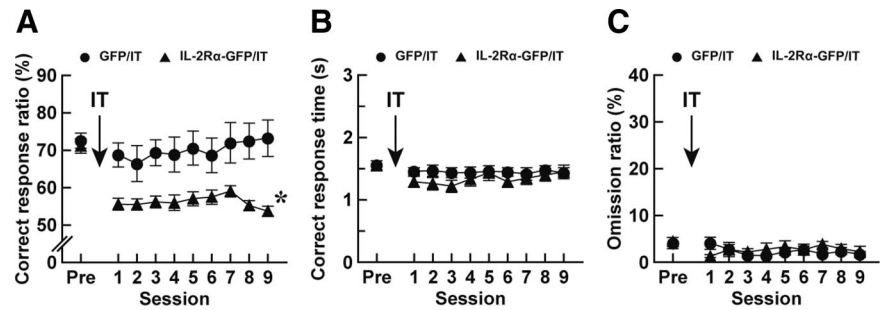 A
● GFP/IT ▲ IL-2Rα-GFP/IT
Correct response ratio (%)
90
80
70
60
50
0
IT
*
Pre 1 2 3 4 5 6 7 8 9
Session
B
● GFP/IT ▲ IL-2Rα-GFP/IT
Correct response time (s)
3
2
1
0
IT
Pre 1 2 3 4 5 6 7 8 9
Session
C
● GFP/IT ▲ IL-2Rα-GFP/IT
Omission ratio (%)
40
30
20
10
0
IT
Pre 1 2 3 4 5 6 7 8 9
Session